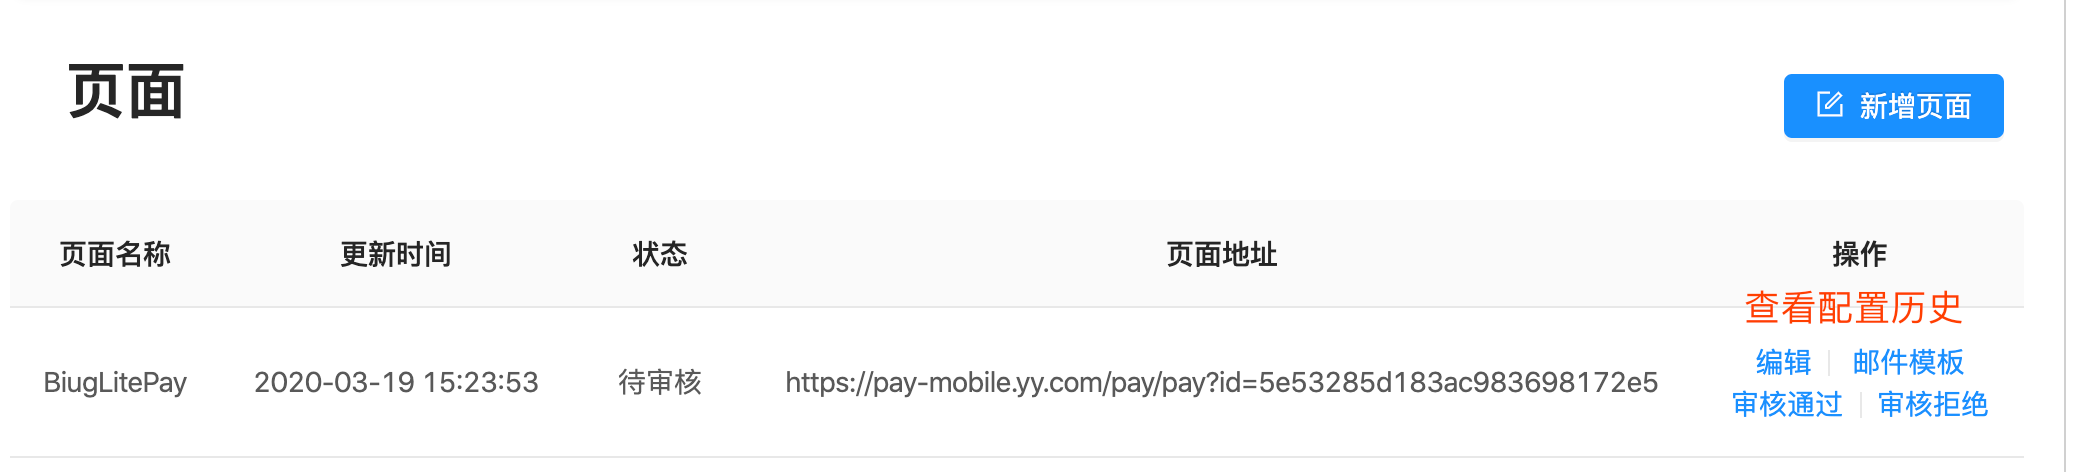 页面
新增页面
页面名称 更新时间 状态 页面地址 操作
查看配置历史
编辑 邮件模板
BiugLitePay 2020-03-19 15:23:53 待审核 https://pay-mobile.yy.com/pay/pay?id=5e53285d183ac983698172e5
审核通过 审核拒绝